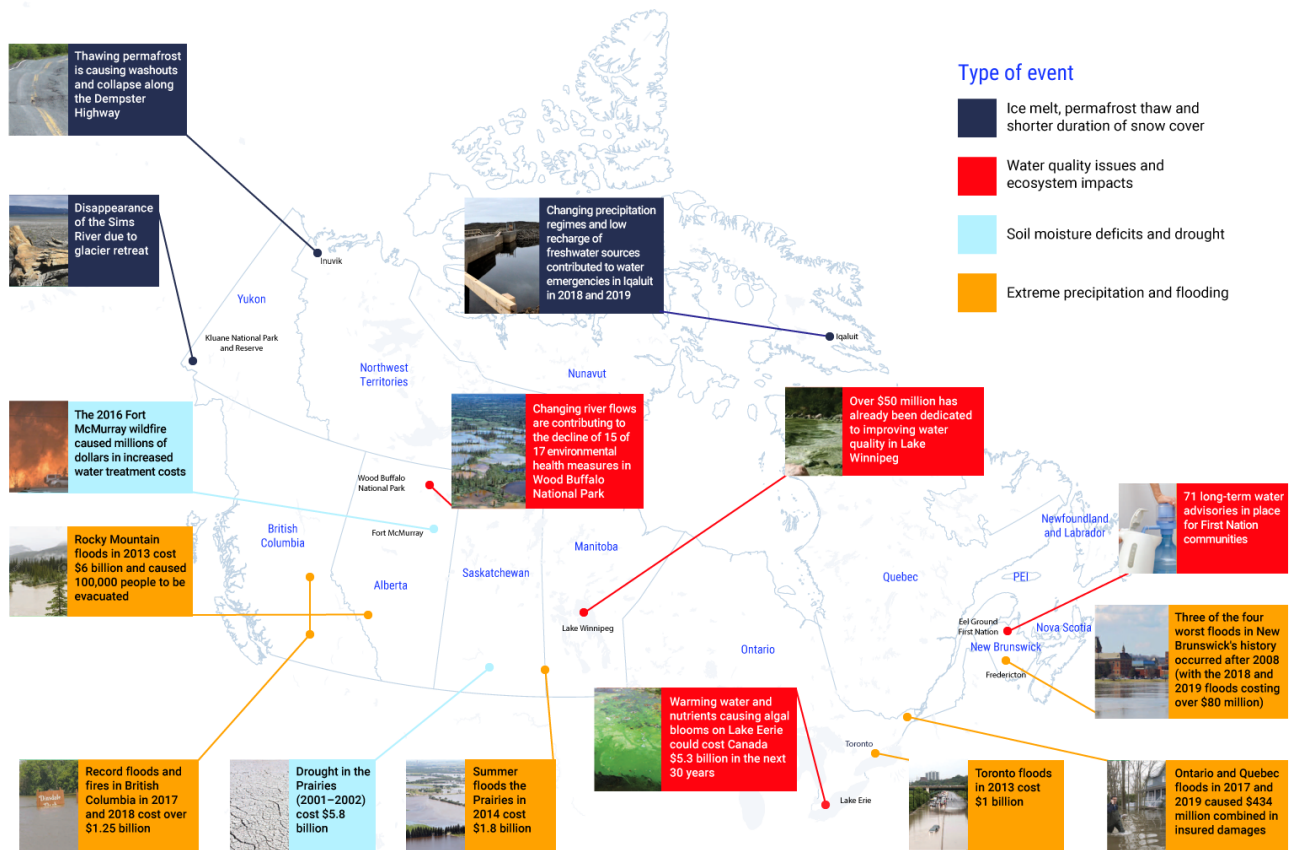 Thawing permafrost
is causing washouts
and collapse along
the Dempster
Highway
Type of event
Ice melt, permafrost thaw and
shorter duration of snow cover
Water quality issues and
ecosystem impacts
Soil moisture deficits and drought
Extreme precipitation and flooding
Disappearance
of the Sims
River due to
glacier retreat
Changing precipitation
regimes and low
recharge of
freshwater sources
contributed to water
emergencies in Iqaluit
in 2018 and 2019
Inuvik
Yukon
Kluane National Park
and Reserve
Iqaluit
Northwest
Territories
Nunavut
The 2016 Fort
McMurray wildfire
caused millions of
dollars in increased
water treatment costs
Changing river flows
are contributing to
the decline of 15 of
17 environmental
health measures in
Wood Buffalo
National Park
Over $50 million has
already been dedicated
to improving water
quality in Lake
Winnipeg
Wood Buffalo
National Park
Fort McMurray
71 long-term water
advisories in place
for First Nation
communities
Newfoundland
and Labrador
British
Columbia
Rocky Mountain
floods in 2013 cost
$6 billion and caused
100,000 people to be
evacuated
Alberta
Saskatchewan
Manitoba
Quebec
PEI
Lake Winnipeg
Ontario
Eel Ground
First Nation
Nova Scotia
New Brunswick
Fredericton
Three of the four
worst floods in New
Brunswick's history
occurred after 2008
(with the 2018 and
2019 floods costing
over $80 million)
Warming water and
nutrients causing algal
blooms on Lake Eerie
could cost Canada
$5.3 billion in the next
30 years
Toronto
Lake Erie
Record floods and
fires in British
Columbia in 2017
and 2018 cost over
$1.25 billion
Drought in the
Prairies
(2001–2002)
cost $5.8
billion
Summer
floods the
Prairies in
2014 cost
$1.8 billion
Toronto floods
in 2013 cost
$1 billion
Ontario and Quebec
floods in 2017 and
2019 caused $434
million combined in
insured damages